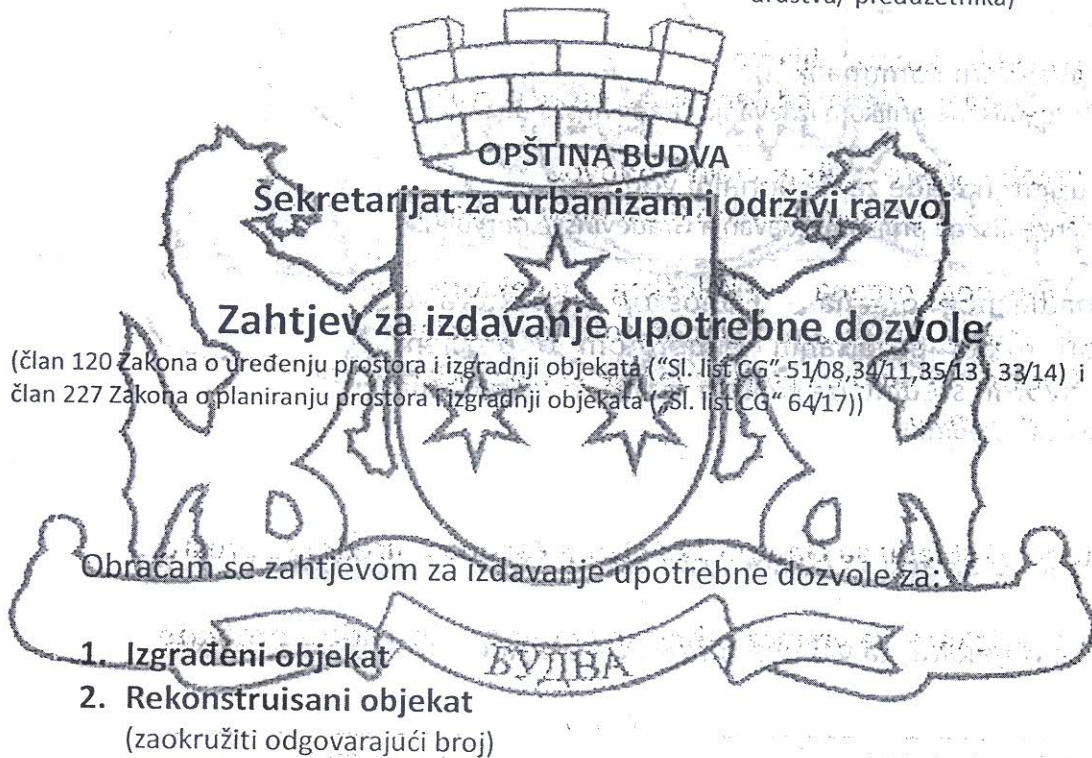 društva/ preduzetnika)
OPŠTINA BUDVA
Sekretarijat za urbanizam i održivi razvoj
Zahtjev za izdavanje upotrebne dozvole
(član 120 Zakona o uređenju prostora i izgradnji objekata (“Sl. list CG“ 51/08,34/11,35/13 i 33/14) i
član 227 Zakona o planiranju prostora i izgradnji objekata („Sl. list CG“ 64/17))
Obraćam se zahtjevom za izdavanje upotrebne dozvole za:
1. Izgrađeni objekat
БУДВА
2. Rekonstruisani objekat
(zaokružiti odgovarajući broj)